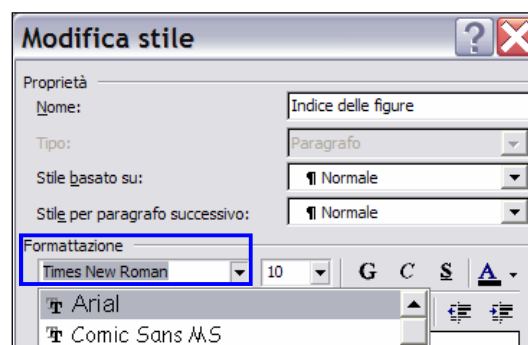 Modifica stile
Proprietà
Nome: Indice delle figure
Tipo: Paragrafo
Stile basato su: ¶ Normale
Stile per paragrafo successivo: ¶ Normale
Formattazione
Times New Roman 10 G C S A
Arial
Comic Sans MS